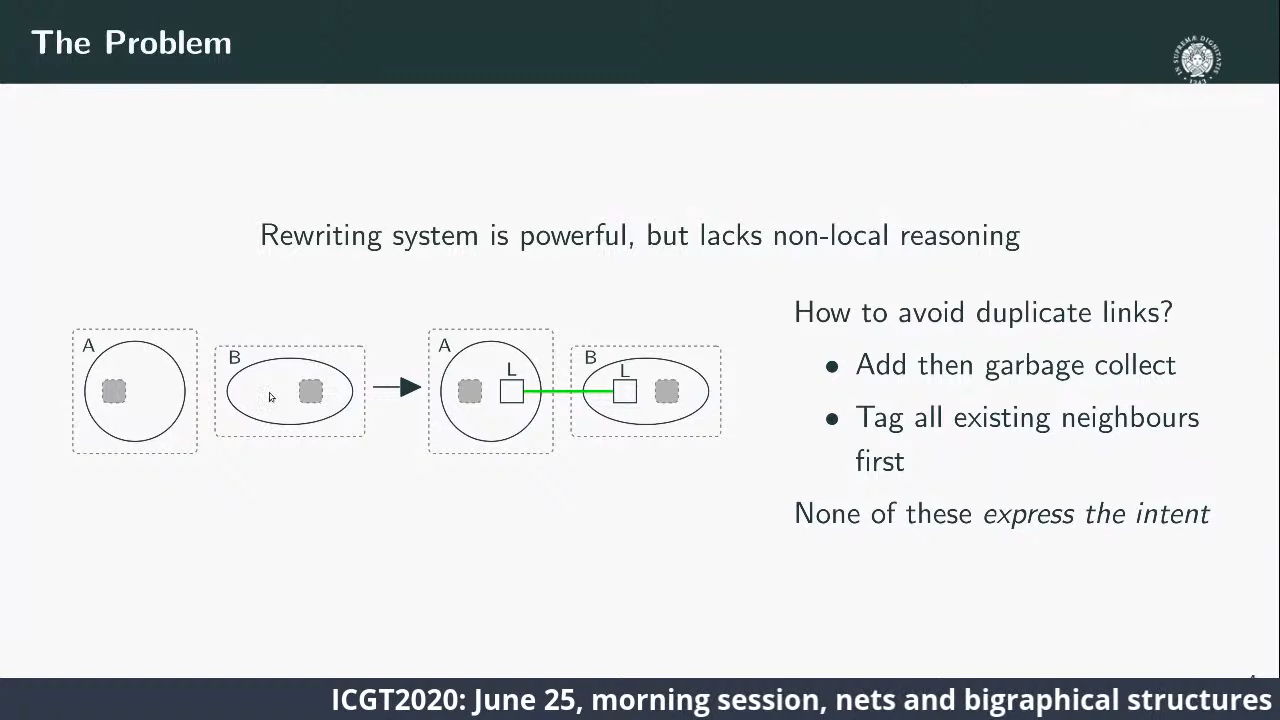 The Problem
Rewriting system is powerful, but lacks non-local reasoning
A
B
A
L
B
L
How to avoid duplicate links?
• Add then garbage collect
• Tag all existing neighbours
first
None of these express the intent
ICGT2020: June 25, morning session, nets and bigraphical structures